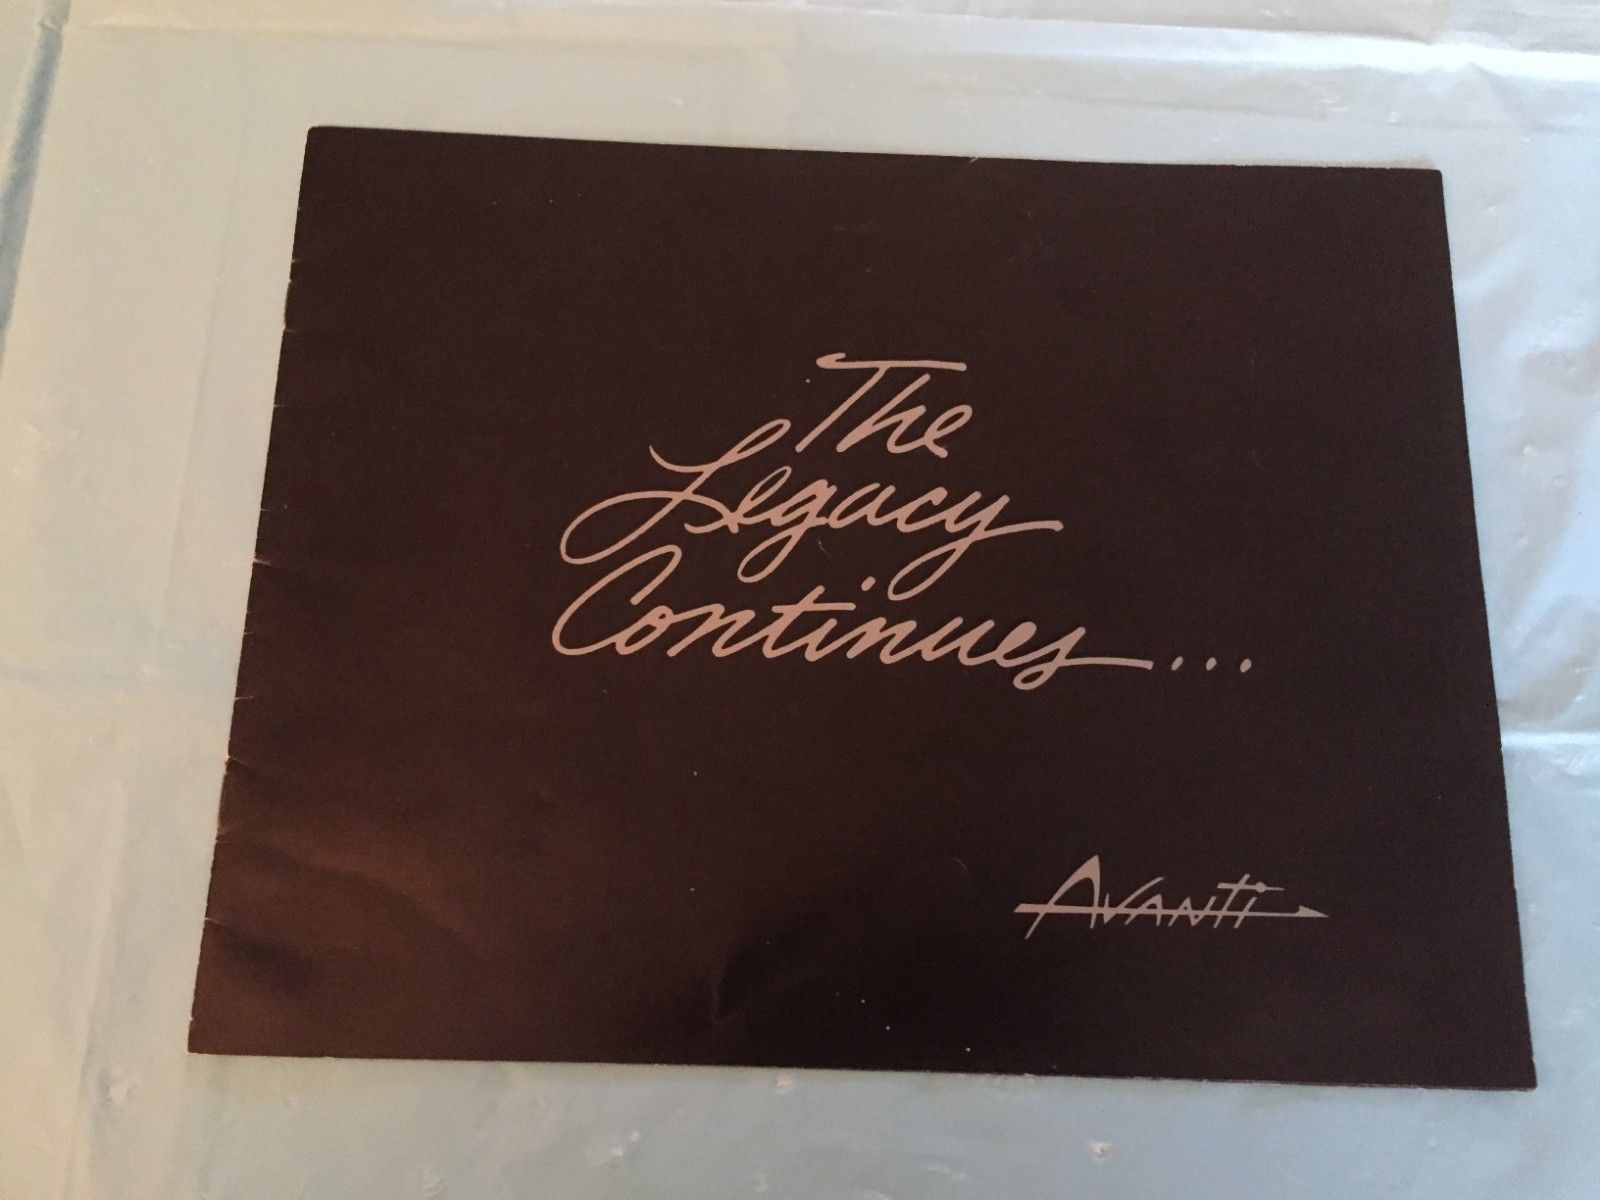 The
Legacy
Continues...
Avanti